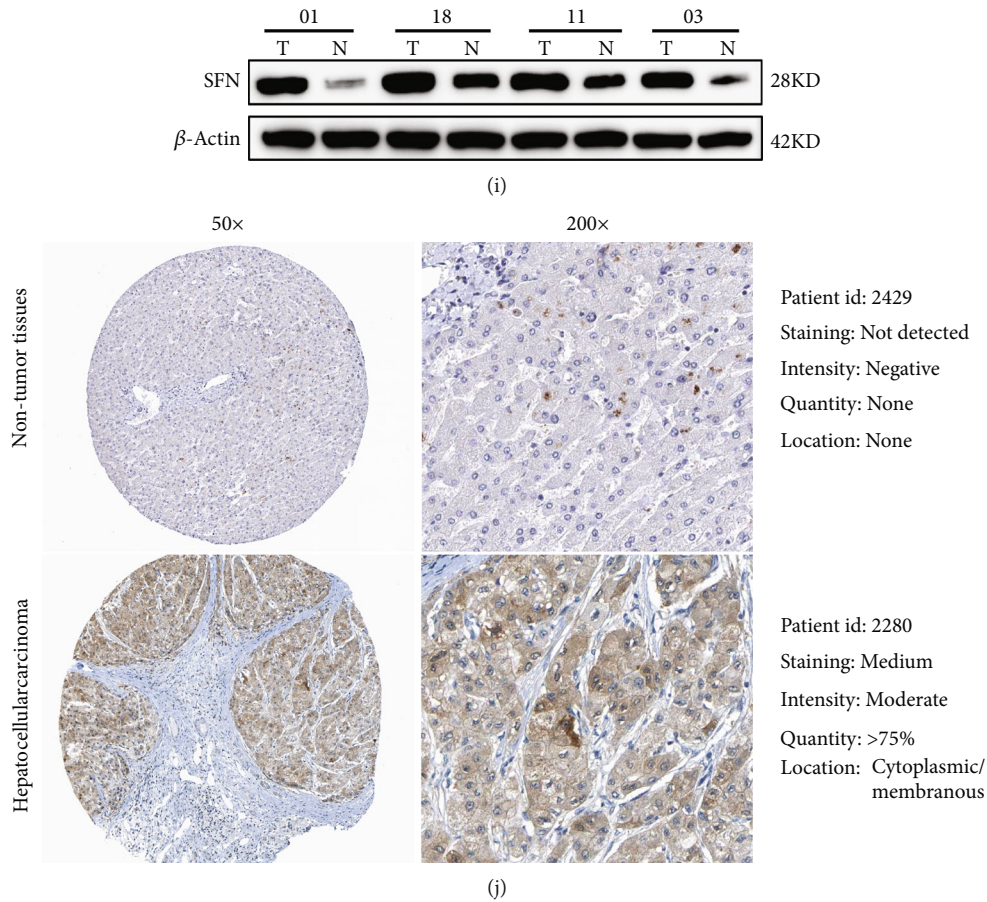 01 18 11 03
T N T N T N T N
SFN 28KD
β-Actin 42KD
(i)
50× 200×
Non-tumor tissues
Patient id: 2429
Staining: Not detected
Intensity: Negative
Quantity: None
Location: None
Hepatocellularcarcinoma
Patient id: 2280
Staining: Medium
Intensity: Moderate
Quantity: >75%
Location: Cytoplasmic/
membranous
(j)